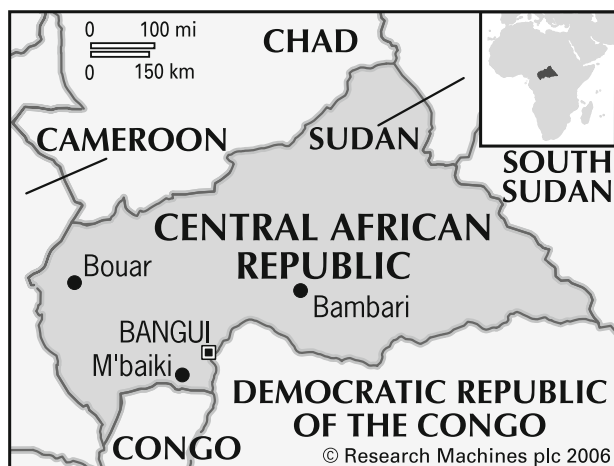 0 100 mi
0 150 km
CHAD
CAMEROON
SUDAN
SOUTH
SUDAN
CENTRAL AFRICAN
REPUBLIC
Bouar
Bambari
BANGUI
M'baiki
DEMOCRATIC REPUBLIC
OF THE CONGO
CONGO
© Research Machines plc 2006